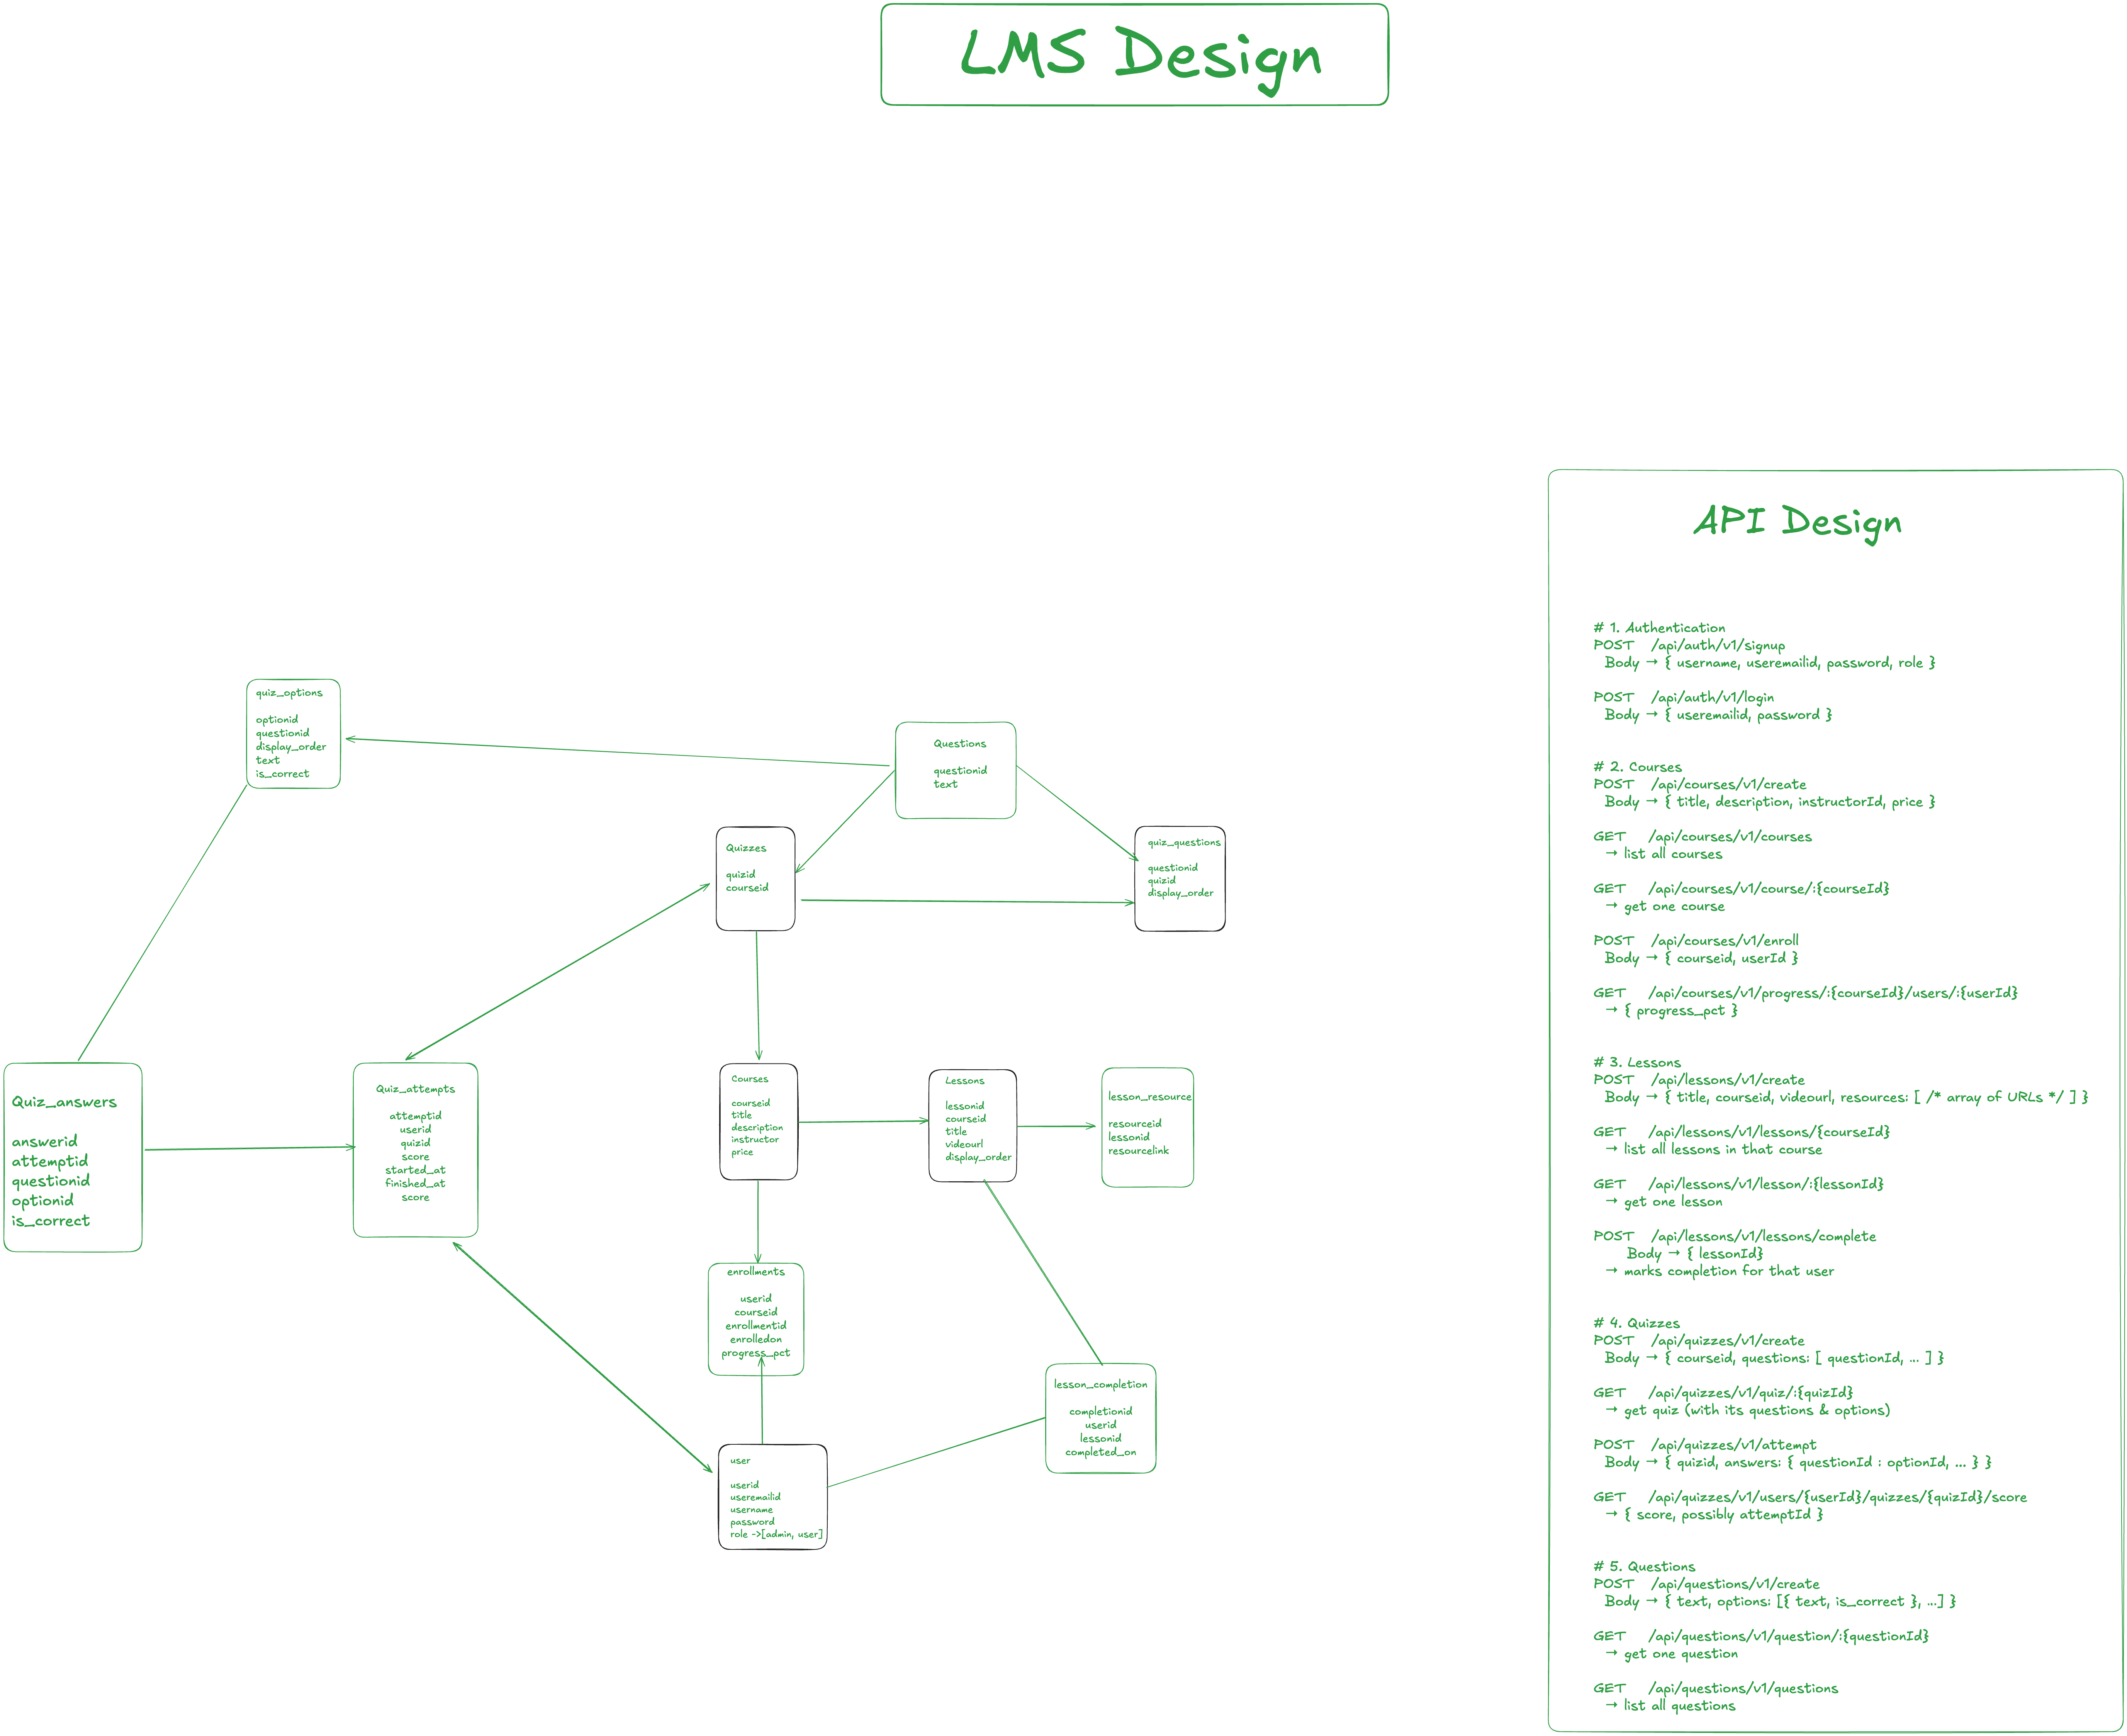 LMS Design
quiz_options
optionid
questionid
display_order
text
is_correct
Questions
questionid
text
Quizzes
quizid
courseid
quiz_questions
questionid
quizid
display_order
Quiz_answers
answerid
attemptid
questionid
optionid
is_correct
Quiz_attempts
attemptid
userid
quizid
score
started_at
finished_at
score
Courses
courseid
title
description
instructor
price
Lessons
lessonid
courseid
title
videourl
display_order
lesson_resource
resourceid
lessonid
resourcelink
enrollments
userid
courseid
enrollmentid
enrolledon
progress_pct
lesson_completion
completionid
userid
lessonid
completed_on
user
userid
useremailid
username
password
role ->[admin, user]
API Design
# 1. Authentication
POST /api/auth/v1/signup
Body → { username, useremailid, password, role }
POST /api/auth/v1/login
Body → { useremailid, password }
# 2. Courses
POST /api/courses/v1/create
Body → { title, description, instructorId, price }
GET /api/courses/v1/courses
→ list all courses
GET /api/courses/v1/course/:{courseId}
→ get one course
POST /api/courses/v1/enroll
Body → { courseid, userId }
GET /api/courses/v1/progress/:{courseId}/users/:{userId}
→ { progress_pct }
# 3. Lessons
POST /api/lessons/v1/create
Body → { title, courseid, videourl, resources: [ /* array of URLs */ ] }
GET /api/lessons/v1/lessons/{courseId}
→ list all lessons in that course
GET /api/lessons/v1/lesson/:{lessonId}
→ get one lesson
POST /api/lessons/v1/lessons/complete
Body → { lessonId}
→ marks completion for that user
# 4. Quizzes
POST /api/quizzes/v1/create
Body → { courseid, questions: [ questionId, ... ] }
GET /api/quizzes/v1/quiz/:{quizId}
→ get quiz (with its questions & options)
POST /api/quizzes/v1/attempt
Body → { quizid, answers: { questionId : optionId, ... } }
GET /api/quizzes/v1/users/{userId}/quizzes/{quizId}/score
→ { score, possibly attemptId }
# 5. Questions
POST /api/questions/v1/create
Body → { text, options: [{ text, is_correct }, ...] }
GET /api/questions/v1/question/:{questionId}
→ get one question
GET /api/questions/v1/questions
→ list all questions